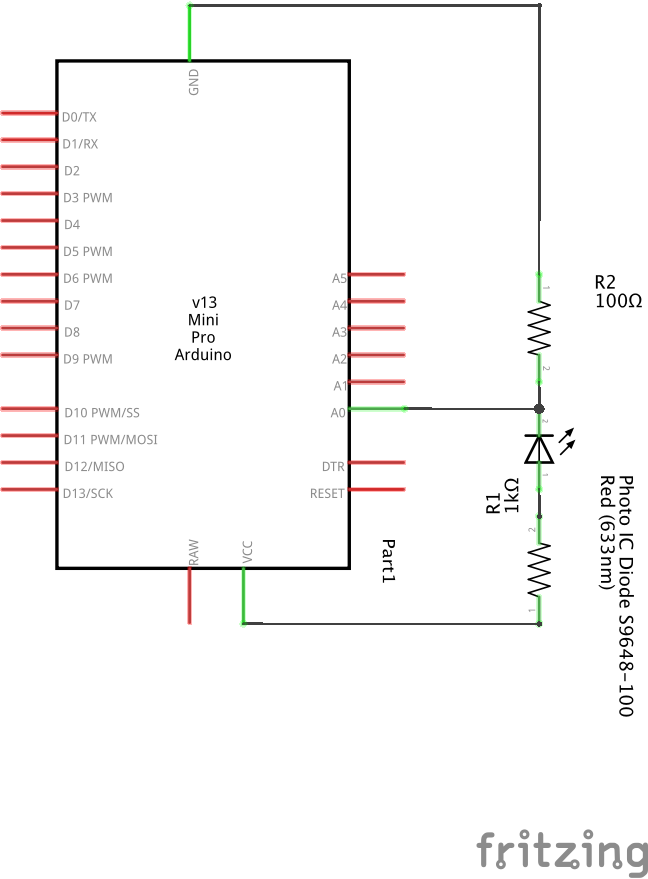 GND
D0/TX
D1/RX
D2
D3 PWM
D4
D5 PWM
D6 PWM
D7
D8
D9 PWM
D10 PWM/SS
D11 PWM/MOSI
D12/MISO
D13/SCK
v13
Mini
Pro
Arduino
A5
A4
A3
A2
A1
A0
DTR
RESET
RAW
VCC
Part1
R2
100Ω
1
2
2
1
R1
1kΩ
2
1
Photo IC Diode S9648-100
Red (633nm)
fritzing